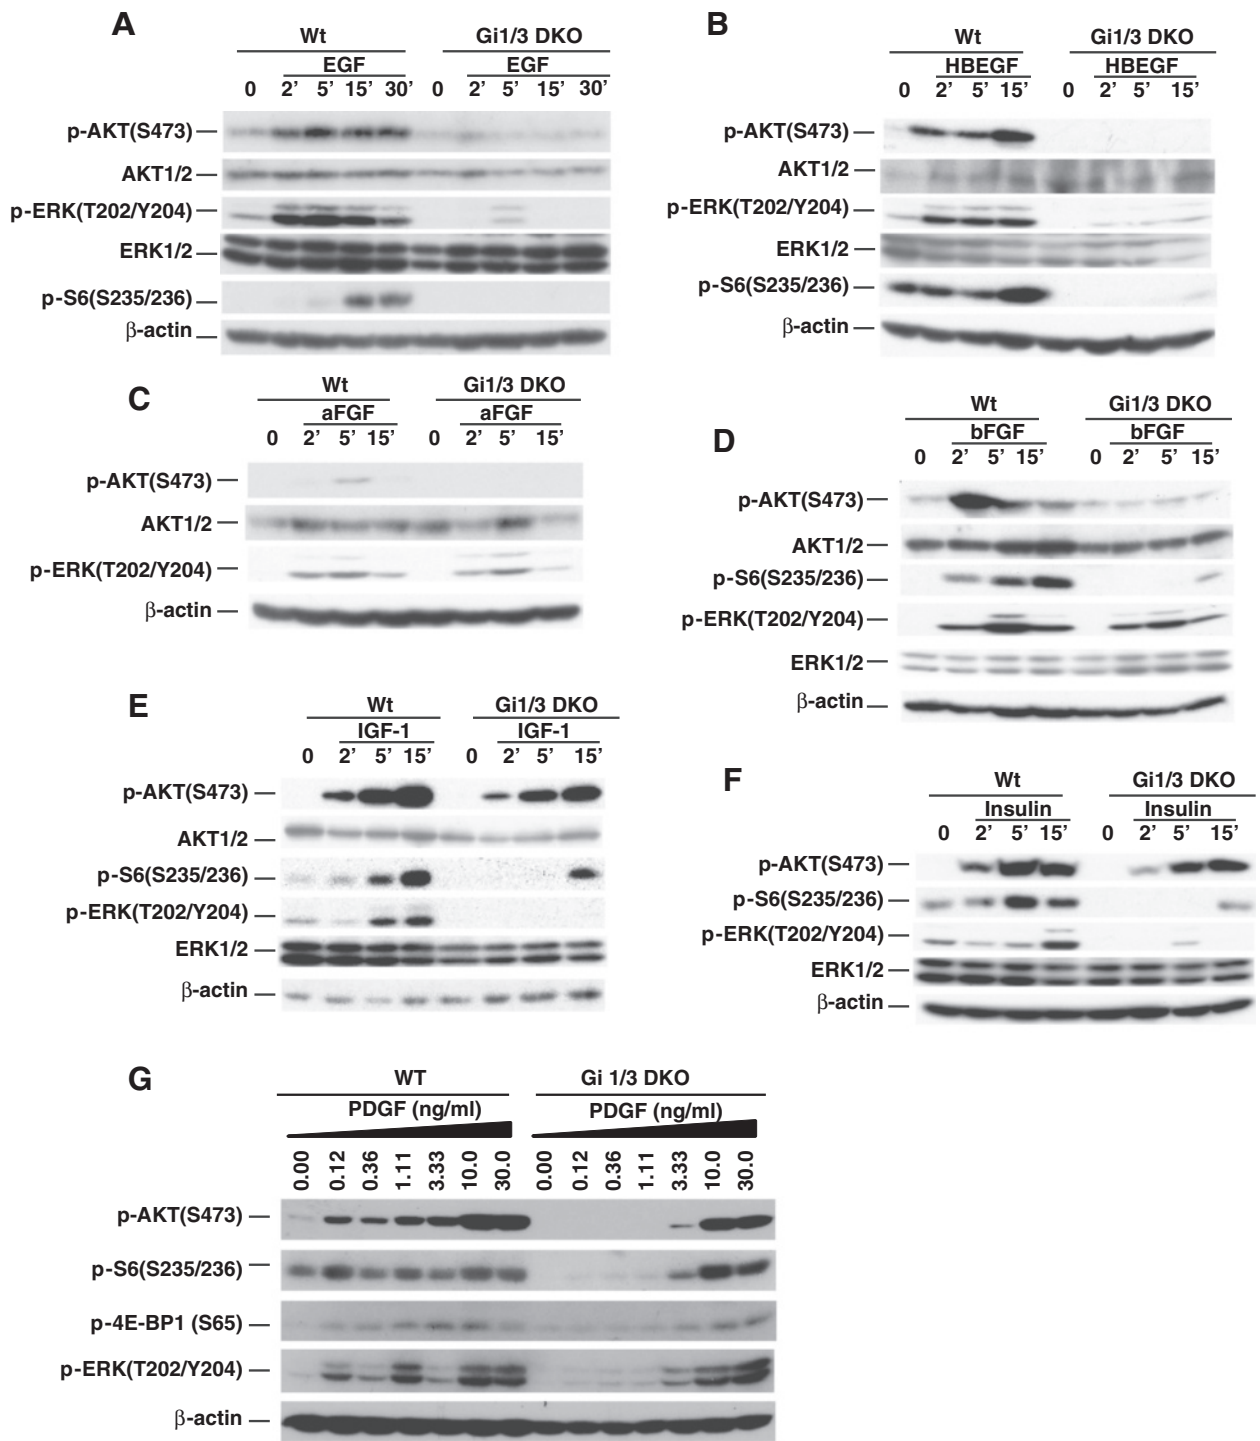 A
Wt Gi1/3 DKO
EGF EGF
0 2’ 5’ 15’ 30’ 0 2’ 5’ 15’ 30’
p-AKT(S473)
AKT1/2
p-ERK(T202/Y204)
ERK1/2
p-S6(S235/236)
β-actin
B
Wt Gi1/3 DKO
HBEGF HBEGF
0 2’ 5’ 15’ 0 2’ 5’ 15’
p-AKT(S473)
AKT1/2
p-ERK(T202/Y204)
ERK1/2
p-S6(S235/236)
β-actin
C
Wt Gi1/3 DKO
aFGF aFGF
0 2’ 5’ 15’ 0 2’ 5’ 15’
p-AKT(S473)
AKT1/2
p-ERK(T202/Y204)
β-actin
D
Wt Gi1/3 DKO
bFGF bFGF
0 2’ 5’ 15’ 0 2’ 5’ 15’
p-AKT(S473)
AKT1/2
p-S6(S235/236)
p-ERK(T202/Y204)
ERK1/2
β-actin
E
Wt Gi1/3 DKO
IGF-1 IGF-1
0 2’ 5’ 15’ 0 2’ 5’ 15’
p-AKT(S473)
AKT1/2
p-S6(S235/236)
p-ERK(T202/Y204)
ERK1/2
β-actin
F
Wt Gi1/3 DKO
Insulin Insulin
0 2’ 5’ 15’ 0 2’ 5’ 15’
p-AKT(S473)
p-S6(S235/236)
p-ERK(T202/Y204)
ERK1/2
β-actin
G
WT Gi 1/3 DKO
PDGF (ng/ml) PDGF (ng/ml)
0.00 0.12 0.36 1.11 3.33 10.0 30.0 0.00 0.12 0.36 1.11 3.33 10.0 30.0
p-AKT(S473)
p-S6(S235/236)
p-4E-BP1 (S65)
p-ERK(T202/Y204)
β-actin